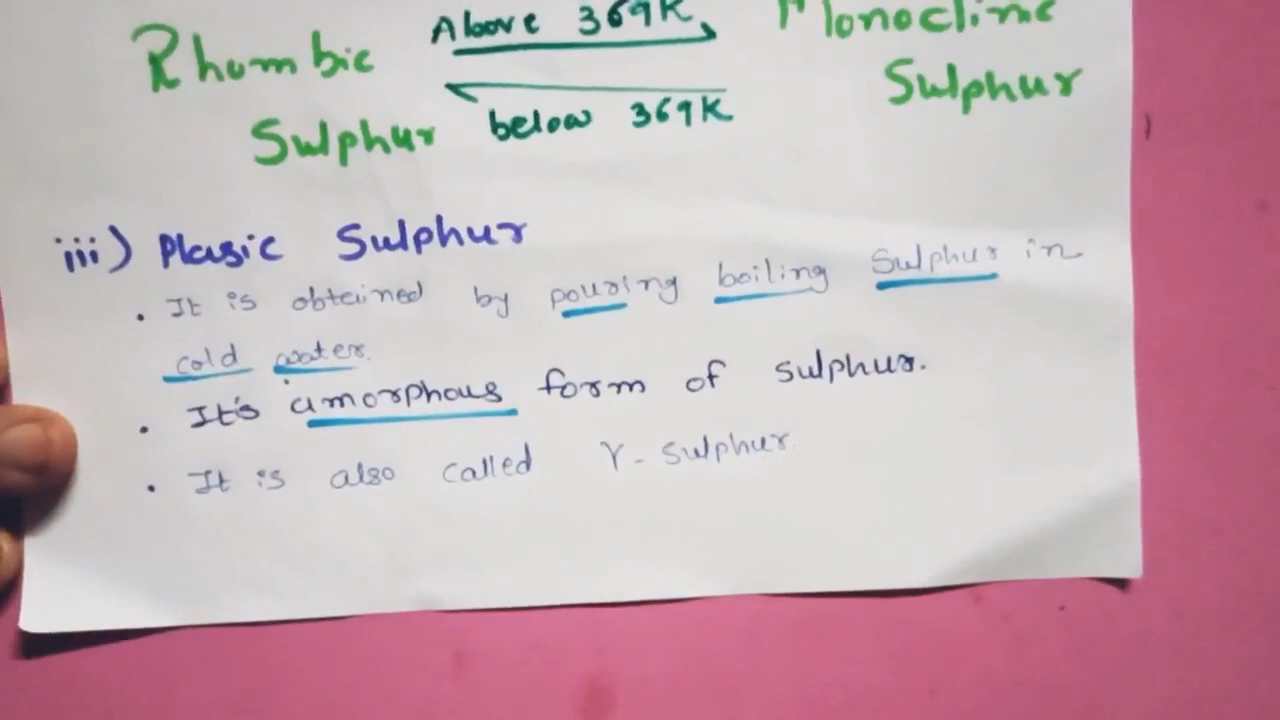 Above 369K
Rhombic Monoclinic
Sulphur below 369K Sulphur
iii) Plasic Sulphur
. It is obtained by pouring boiling Sulphur in
cold water.
. It's amorphous form of sulphur.
. It is also called γ-sulphur.